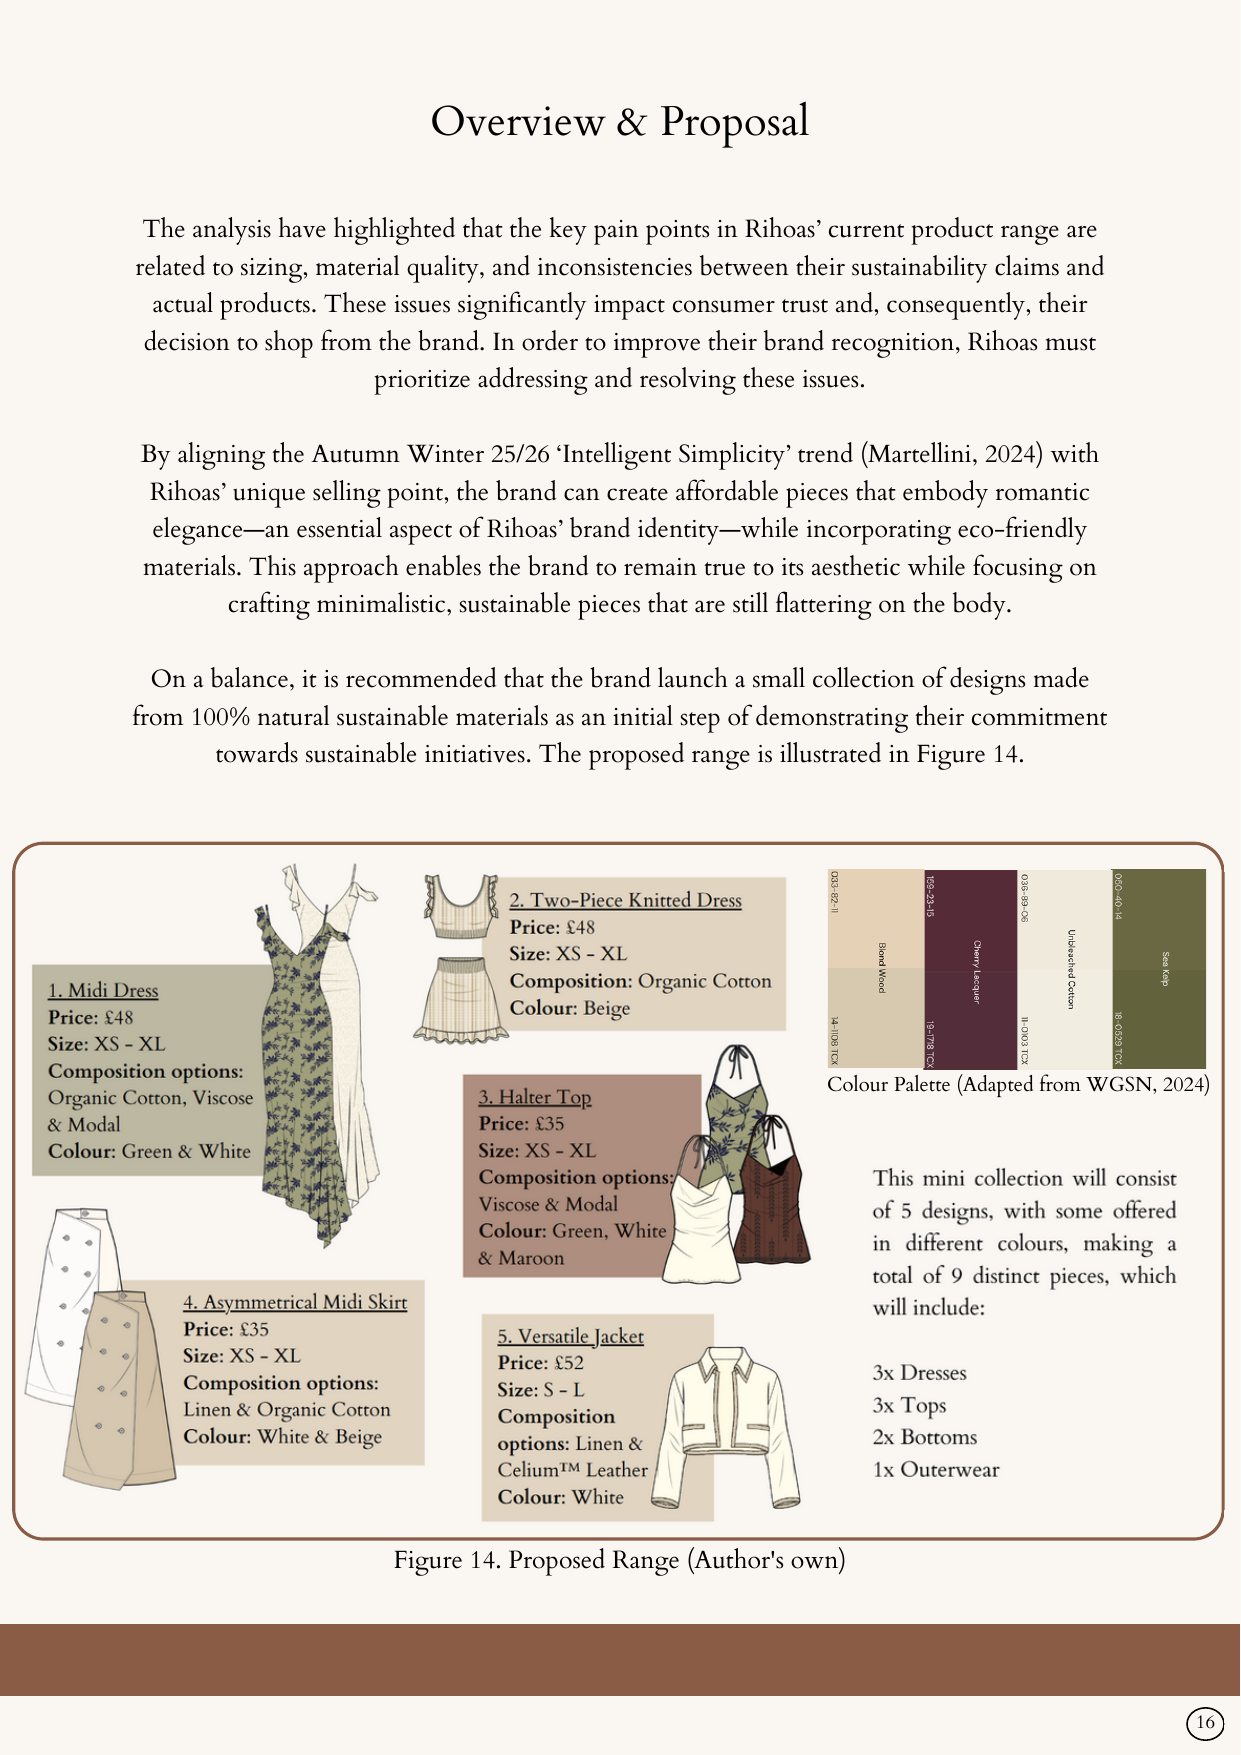 Overview & Proposal
The analysis have highlighted that the key pain points in Rihoas’ current product range are
related to sizing, material quality, and inconsistencies between their sustainability claims and
actual products. These issues significantly impact consumer trust and, consequently, their
decision to shop from the brand. In order to improve their brand recognition, Rihoas must
prioritize addressing and resolving these issues.
By aligning the Autumn Winter 25/26 ‘Intelligent Simplicity’ trend (Martellini, 2024) with
Rihoas’ unique selling point, the brand can create affordable pieces that embody romantic
elegance—an essential aspect of Rihoas’ brand identity—while incorporating eco-friendly
materials. This approach enables the brand to remain true to its aesthetic while focusing on
crafting minimalistic, sustainable pieces that are still flattering on the body.
On a balance, it is recommended that the brand launch a small collection of designs made
from 100% natural sustainable materials as an initial step of demonstrating their commitment
towards sustainable initiatives. The proposed range is illustrated in Figure 14.
1. Midi Dress
Price: £48
Size: XS - XL
Composition options:
Organic Cotton, Viscose
& Modal
Colour: Green & White
2. Two-Piece Knitted Dress
Price: £48
Size: XS - XL
Composition: Organic Cotton
Colour: Beige
3. Halter Top
Price: £35
Size: XS - XL
Composition options:
Viscose & Modal
Colour: Green, White
& Maroon
4. Asymmetrical Midi Skirt
Price: £35
Size: XS - XL
Composition options:
Linen & Organic Cotton
Colour: White & Beige
5. Versatile Jacket
Price: £52
Size: S - L
Composition
options: Linen &
Celium™ Leather
Colour: White
033-82-11
Blond Wood
14-1108 TCX
159-23-15
Cherry Lacquer
19-1718 TCX
036-89-06
Unbleached Cotton
11-0103 TCX
050-40-14
Sea Kelp
18-0529 TCX
Colour Palette (Adapted from WGSN, 2024)
This mini collection will consist
of 5 designs, with some offered
in different colours, making a
total of 9 distinct pieces, which
will include:
3x Dresses
3x Tops
2x Bottoms
1x Outerwear
Figure 14. Proposed Range (Author's own)
16